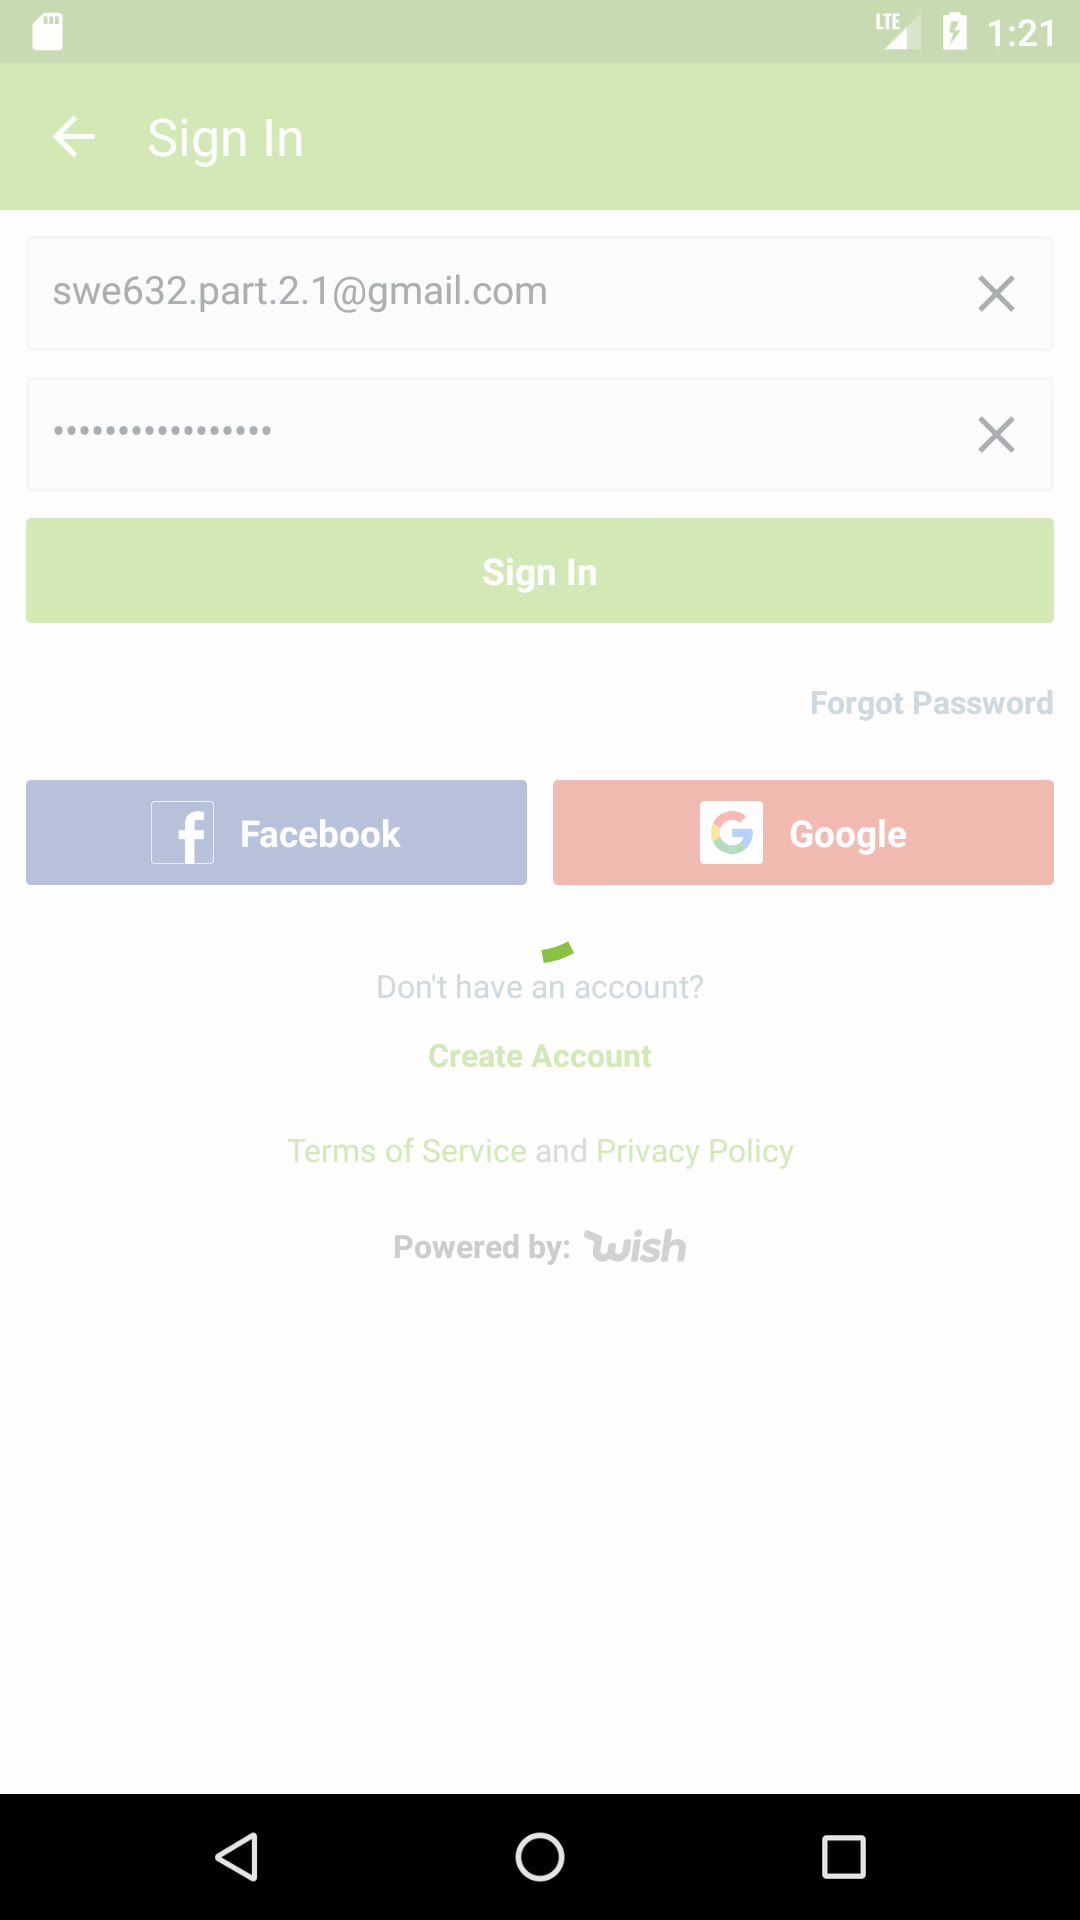 LTE 1:21
Sign In
swe632.part.2.1@gmail.com
•••••••••••••••••
Sign In
Forgot Password
Facebook Google
Don't have an account?
Create Account
Terms of Service and Privacy Policy
Powered by: wish